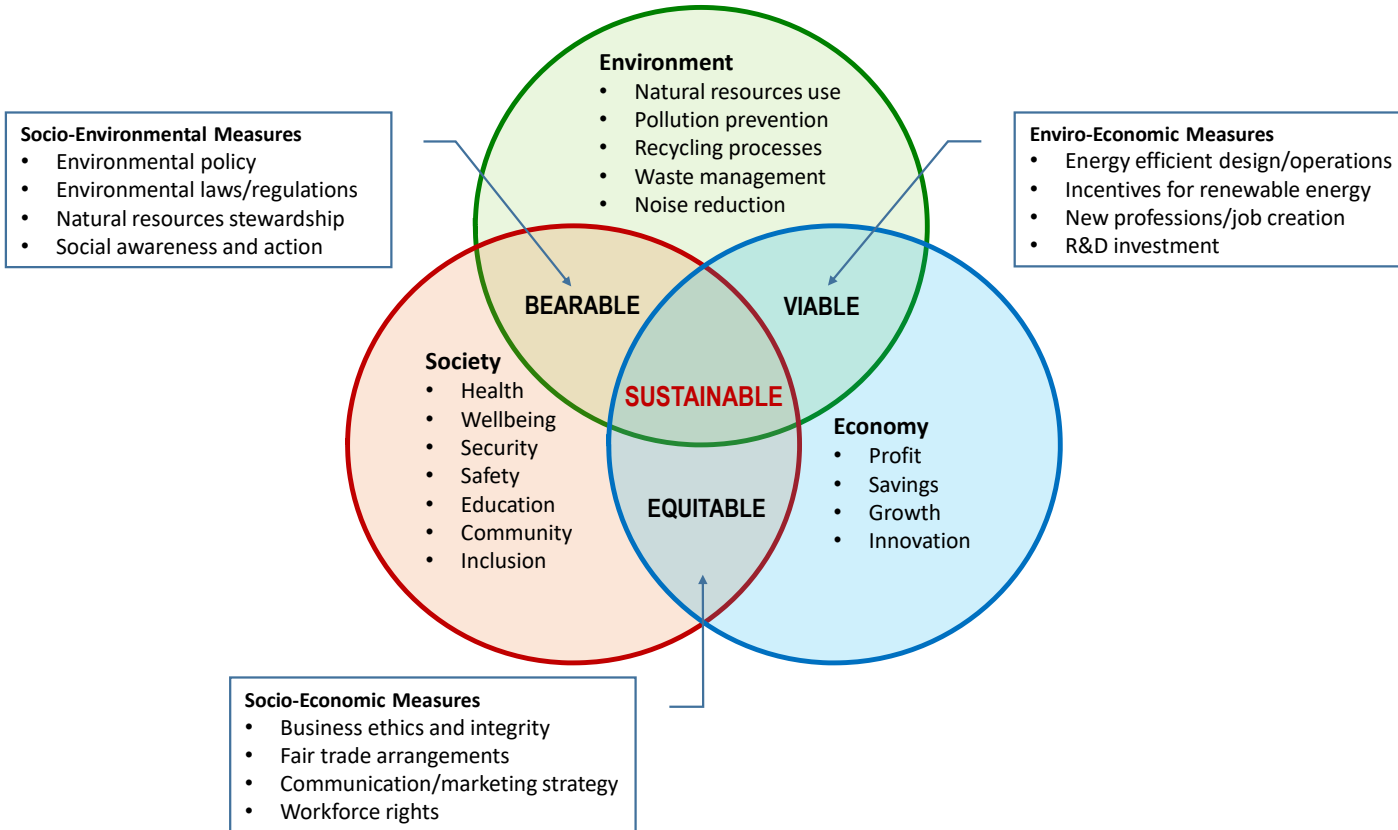 Environment
• Natural resources use
• Pollution prevention
• Recycling processes
• Waste management
• Noise reduction
Socio-Environmental Measures
• Environmental policy
• Environmental laws/regulations
• Natural resources stewardship
• Social awareness and action
Enviro-Economic Measures
• Energy efficient design/operations
• Incentives for renewable energy
• New professions/job creation
• R&D investment
BEARABLE
VIABLE
Society
• Health
• Wellbeing
• Security
• Safety
• Education
• Community
• Inclusion
SUSTAINABLE
Economy
• Profit
• Savings
• Growth
• Innovation
EQUITABLE
Socio-Economic Measures
• Business ethics and integrity
• Fair trade arrangements
• Communication/marketing strategy
• Workforce rights